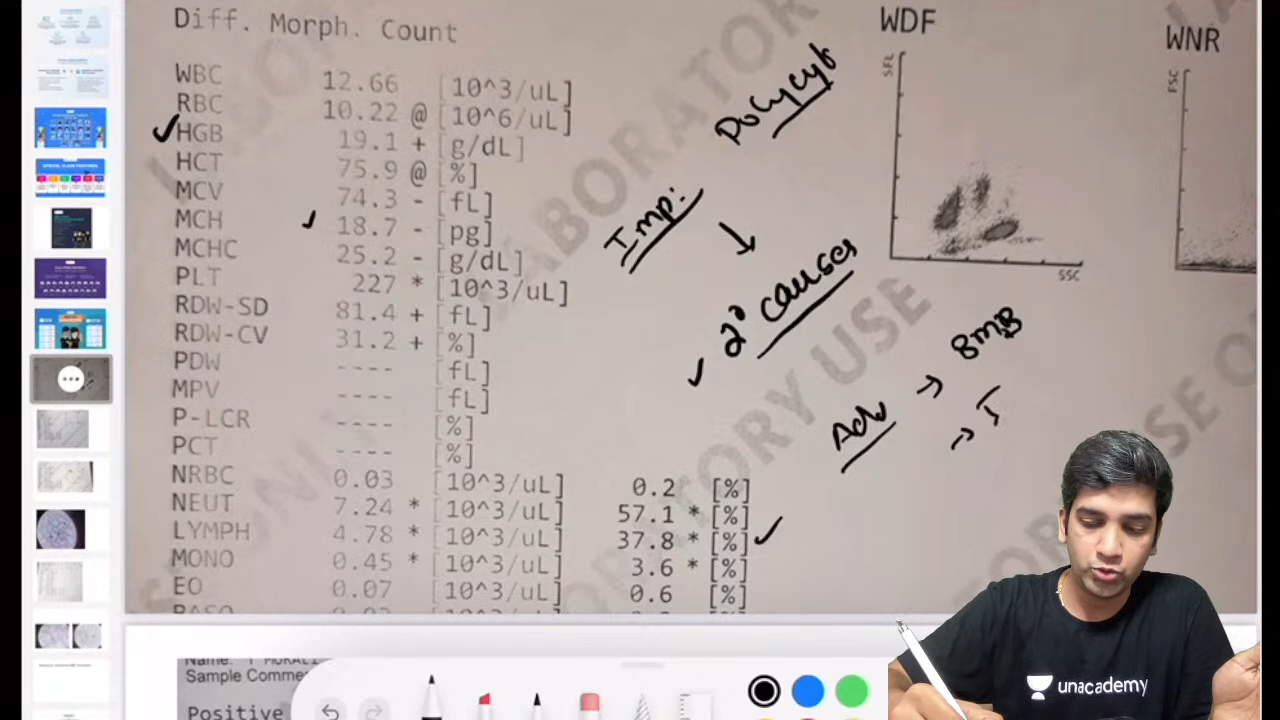 Diff. Morph. Count
WBC 12.66 [10^3/uL]
RBC 10.22 @ [10^6/uL]
HGB 19.1 + [g/dL]
HCT 75.9 @ [%]
MCV 74.3 - [fL]
MCH 18.7 - [pg]
MCHC 25.2 - [g/dL]
PLT 227 * [10^3/uL]
RDW-SD 81.4 + [fL]
RDW-CV 31.2 + [%]
PDW ---- [fL]
MPV ---- [fL]
P-LCR ---- [%]
PCT ---- [%]
NRBC 0.03 [10^3/uL] 0.2 [%]
NEUT 7.24 * [10^3/uL] 57.1 * [%]
LYMPH 4.78 * [10^3/uL] 37.8 * [%]
MONO 0.45 * [10^3/uL] 3.6 * [%]
EO 0.07 [10^3/uL] 0.6 [%]
WDF
SFL
SSC
WNR
FSC
Imp:
2° causes
Adv → BMB
→ J
Sample Comme
Positive
unacademy